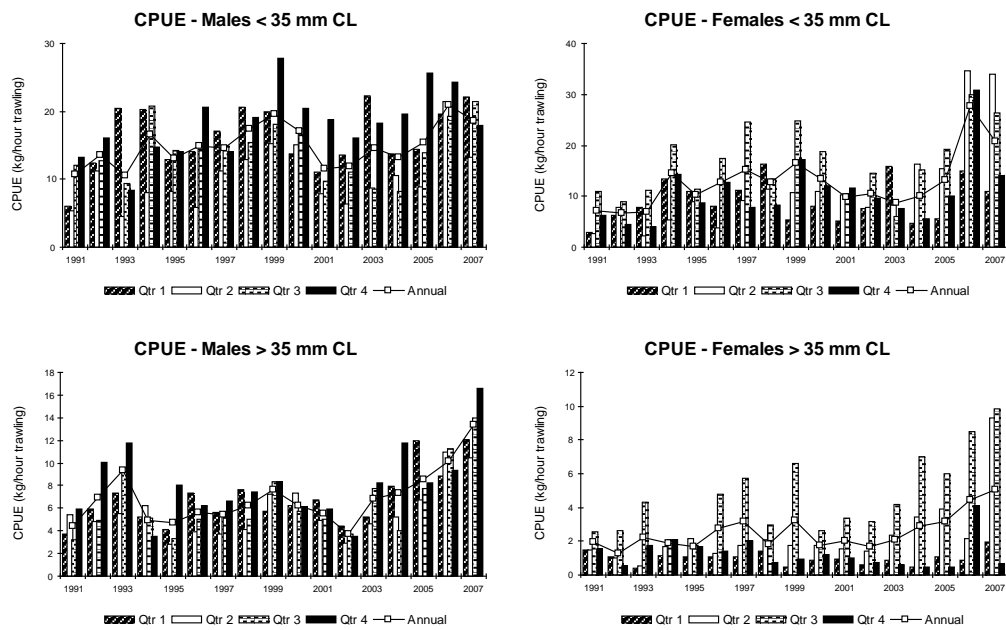 CPUE - Males < 35 mm CL
CPUE (kg/hour trawling)
30
20
10
0
1991 1993 1995 1997 1999 2001 2003 2005 2007
Qtr 1 Qtr 2 Qtr 3 Qtr 4 Annual
CPUE - Females < 35 mm CL
CPUE (kg/hour trawling)
40
30
20
10
0
1991 1993 1995 1997 1999 2001 2003 2005 2007
Qtr 1 Qtr 2 Qtr 3 Qtr 4 Annual
CPUE - Males > 35 mm CL
CPUE (kg/hour trawling)
18
16
14
12
10
8
6
4
2
0
1991 1993 1995 1997 1999 2001 2003 2005 2007
Qtr 1 Qtr 2 Qtr 3 Qtr 4 Annual
CPUE - Females > 35 mm CL
CPUE (kg/hour trawling)
12
10
8
6
4
2
0
1991 1993 1995 1997 1999 2001 2003 2005 2007
Qtr 1 Qtr 2 Qtr 3 Qtr 4 Annual